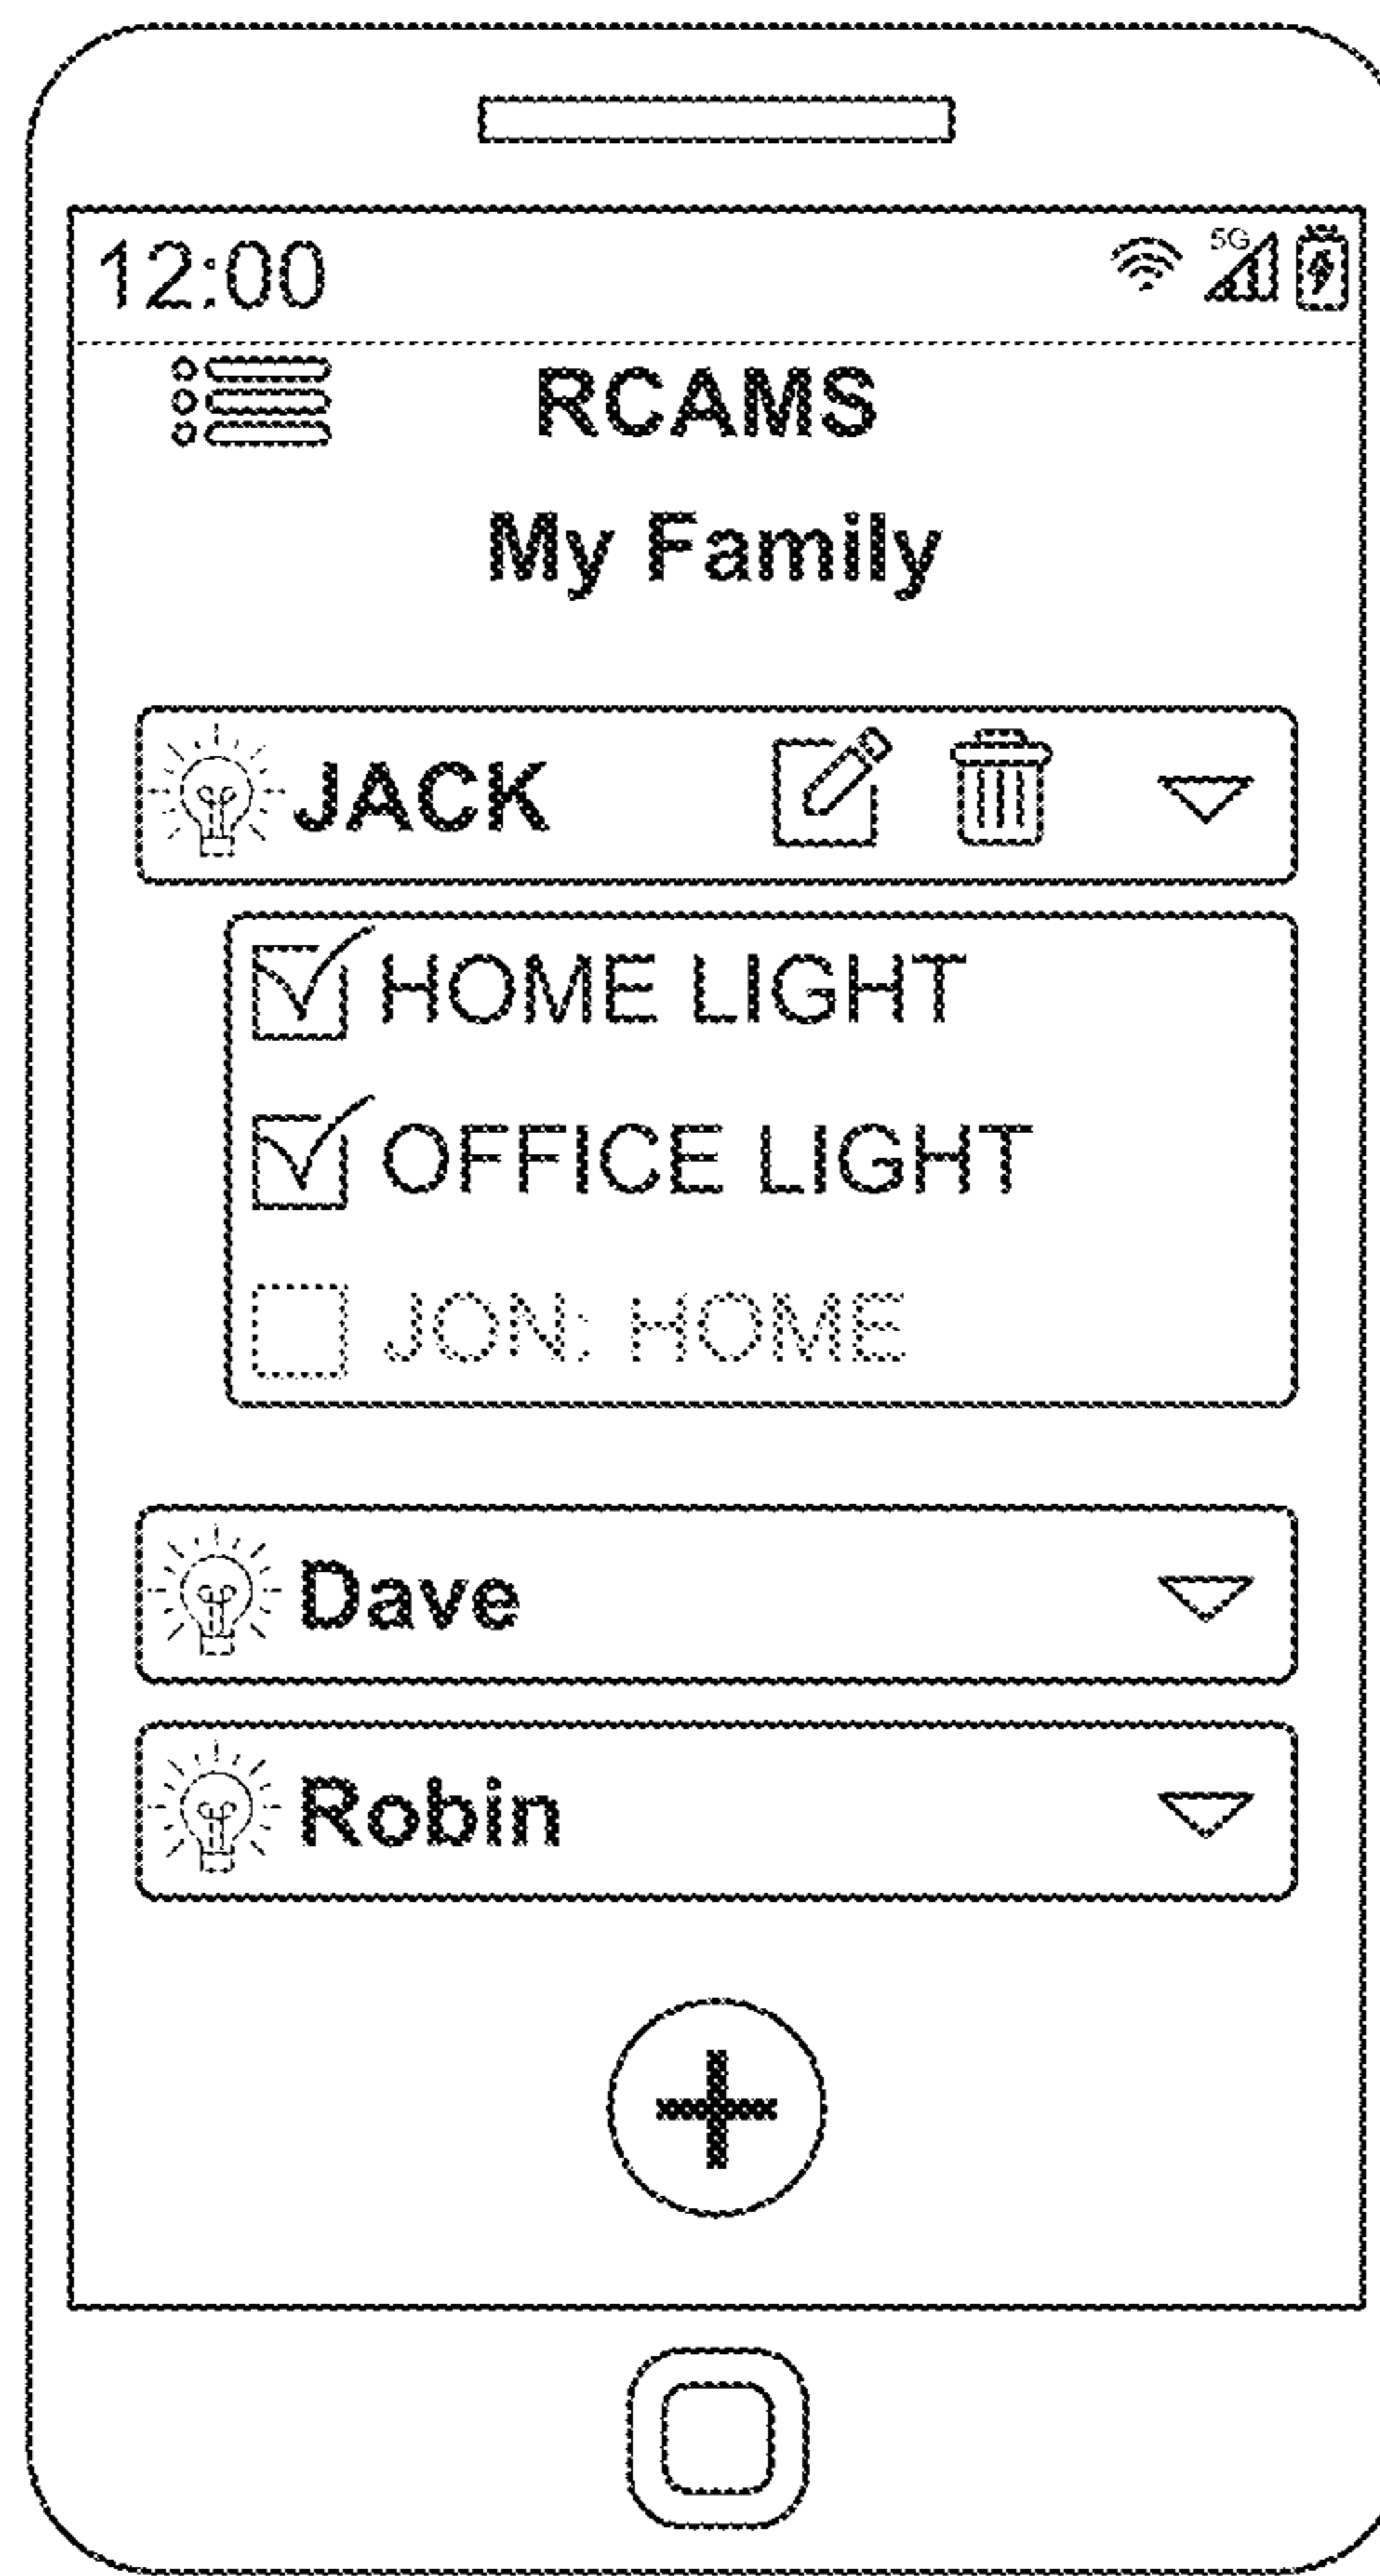 12:00 5G
RCAMS
My Family
JACK
HOME LIGHT
OFFICE LIGHT
JON: HOME
Dave
Robin